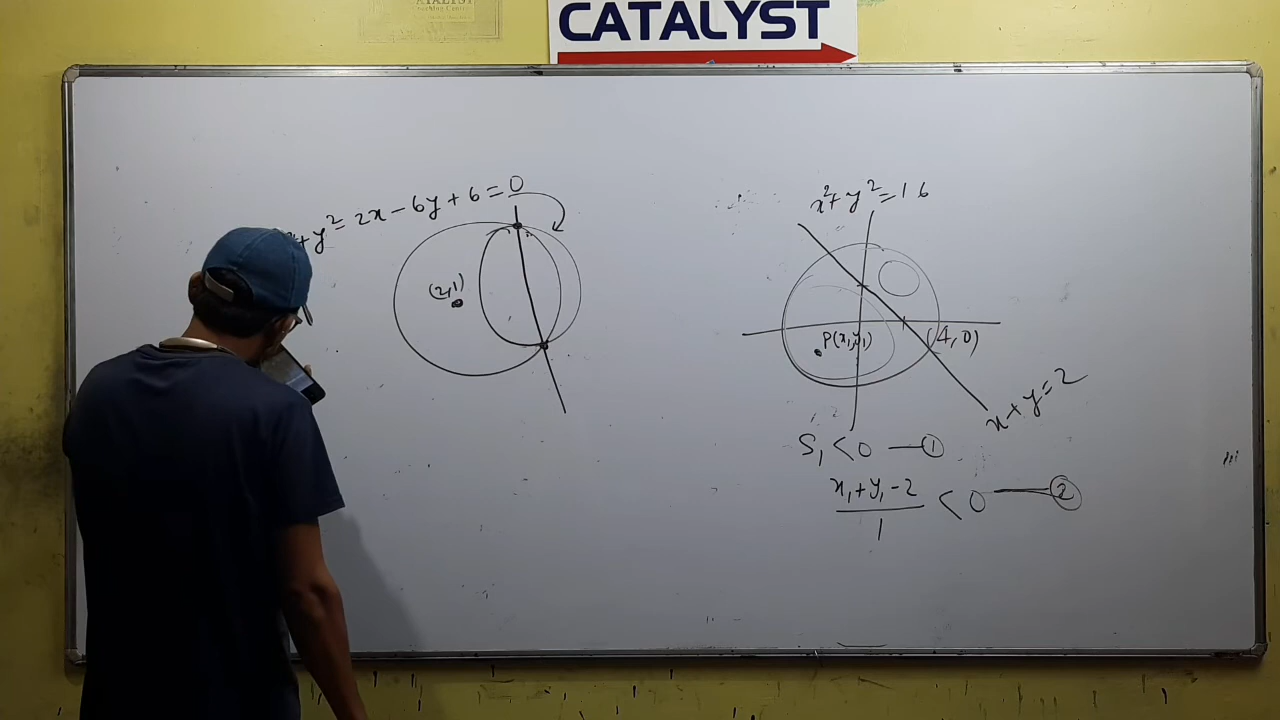 CATALYST
x²+y²=2x-6y+6=0
(2,1)
x²+y²=16
P(x₁,y₁)
(4,0)
x+y=2
S₁<0 —①
x₁+y₁-2
/1 <0 —②